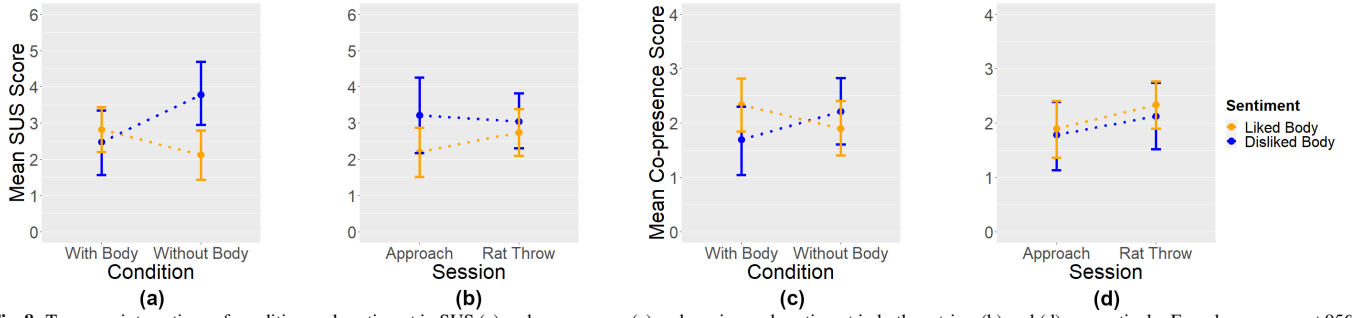 6 6 4 4
5 5
3 3
4 4
3 3 2 2
Sentiment
Liked Body
Disliked Body
2 2
1 1
1 1
0 0 0 0
Mean SUS Score
Mean Co-presence Score
With Body Without Body Approach Rat Throw With Body Without Body Approach Rat Throw
Condition Session Condition Session
(a) (b) (c) (d)